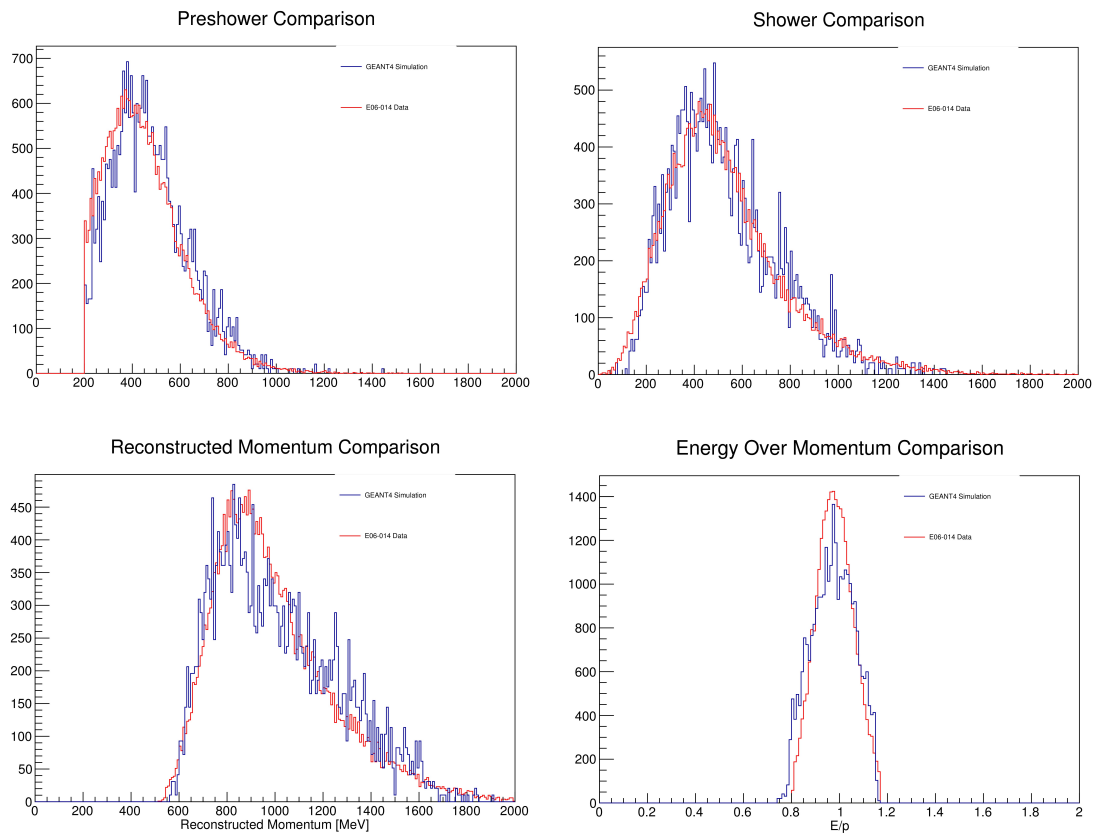 Preshower Comparison
700
600
500
400
300
200
100
0
GEANT4 Simulation
E06-014 Data
0 200 400 600 800 1000 1200 1400 1600 1800 2000
Shower Comparison
500
400
300
200
100
0
GEANT4 Simulation
E06-014 Data
0 200 400 600 800 1000 1200 1400 1600 1800 2000
Reconstructed Momentum Comparison
450
400
350
300
250
200
150
100
50
0
GEANT4 Simulation
E06-014 Data
0 200 400 600 800 1000 1200 1400 1600 1800 2000
Reconstructed Momentum [MeV]
Energy Over Momentum Comparison
1400
1200
1000
800
600
400
200
0
GEANT4 Simulation
E06-014 Data
0 0.2 0.4 0.6 0.8 1 1.2 1.4 1.6 1.8 2
E/p